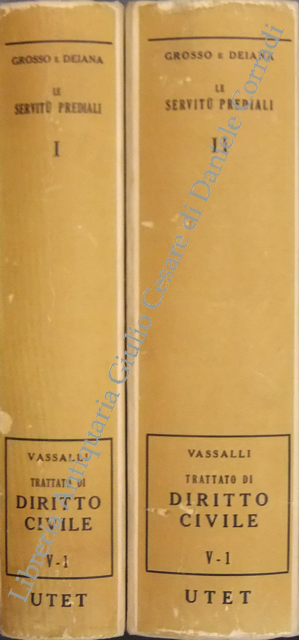 GROSSO E DEIANA
LE
SERVITÙ PREDIALI
I
VASSALLI
TRATTATO DI
DIRITTO
CIVILE
V-1
UTET
GROSSO E DEIANA
LE
SERVITÙ PREDIALI
II
VASSALLI
TRATTATO DI
DIRITTO
CIVILE
V-1
UTET
Libreria Antiquaria Giulio Cesare di Daniele Corradi